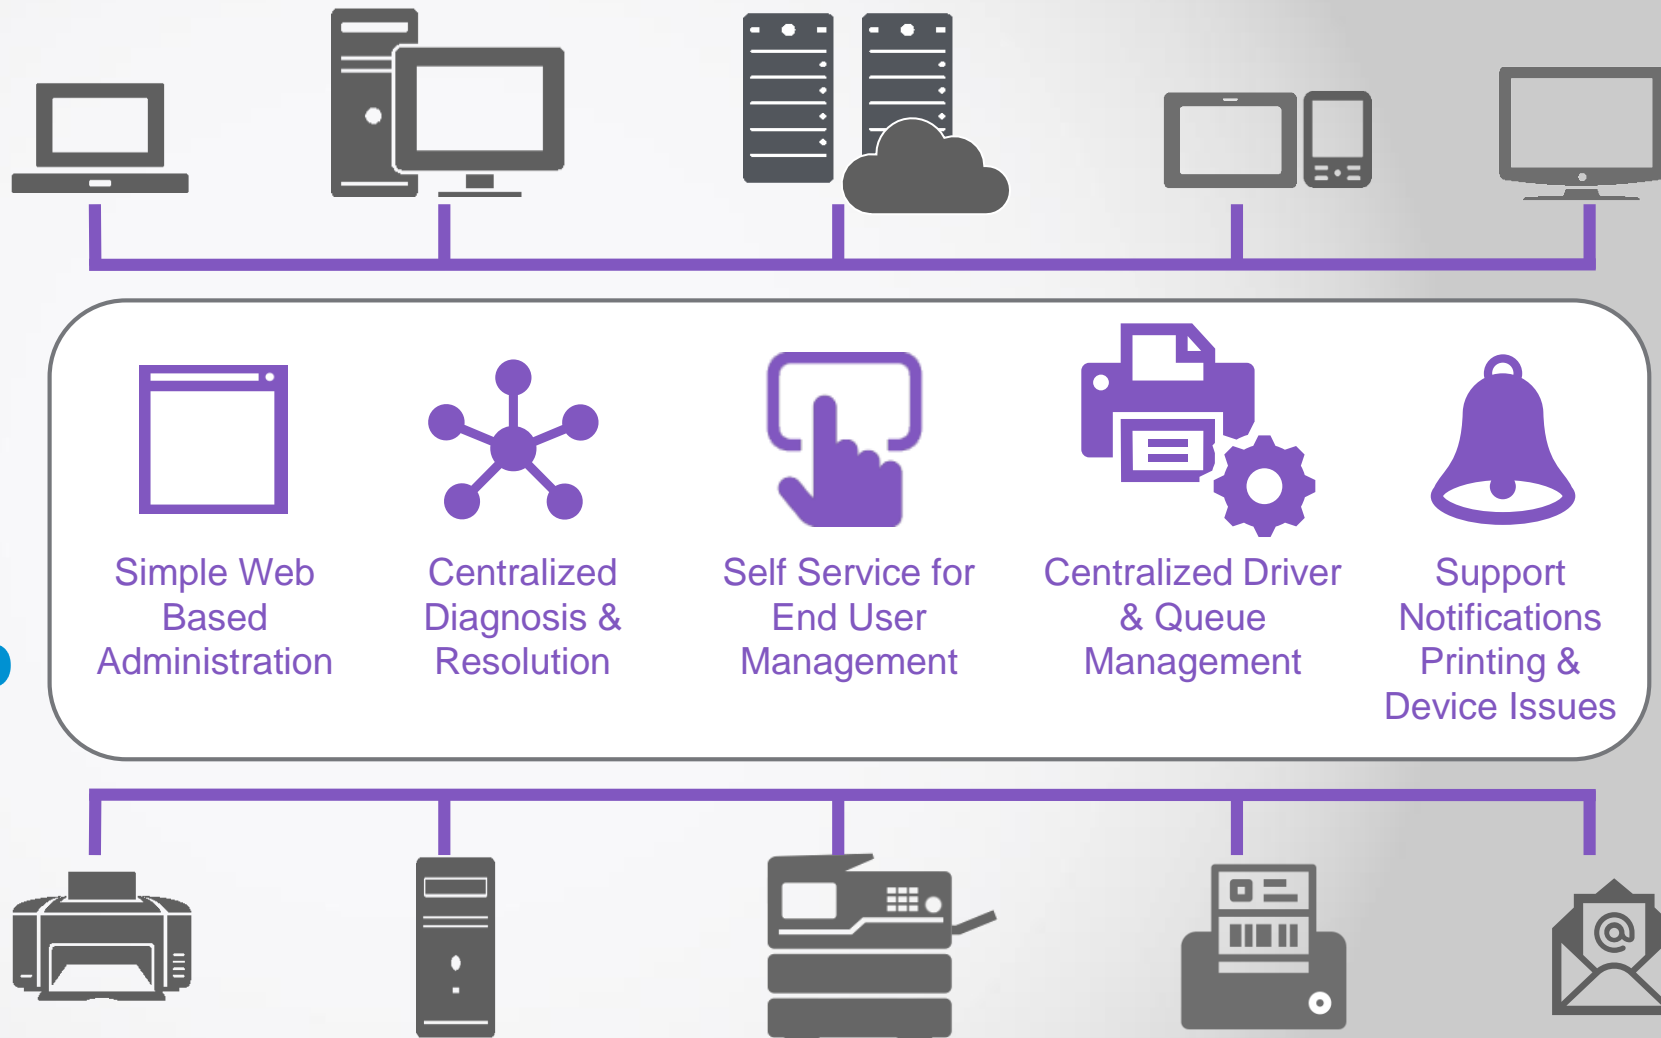 Simple Web
Based
Administration
Centralized
Diagnosis &
Resolution
Self Service for
End User
Management
Centralized Driver
& Queue
Management
Support
Notifications
Printing &
Device Issues
@